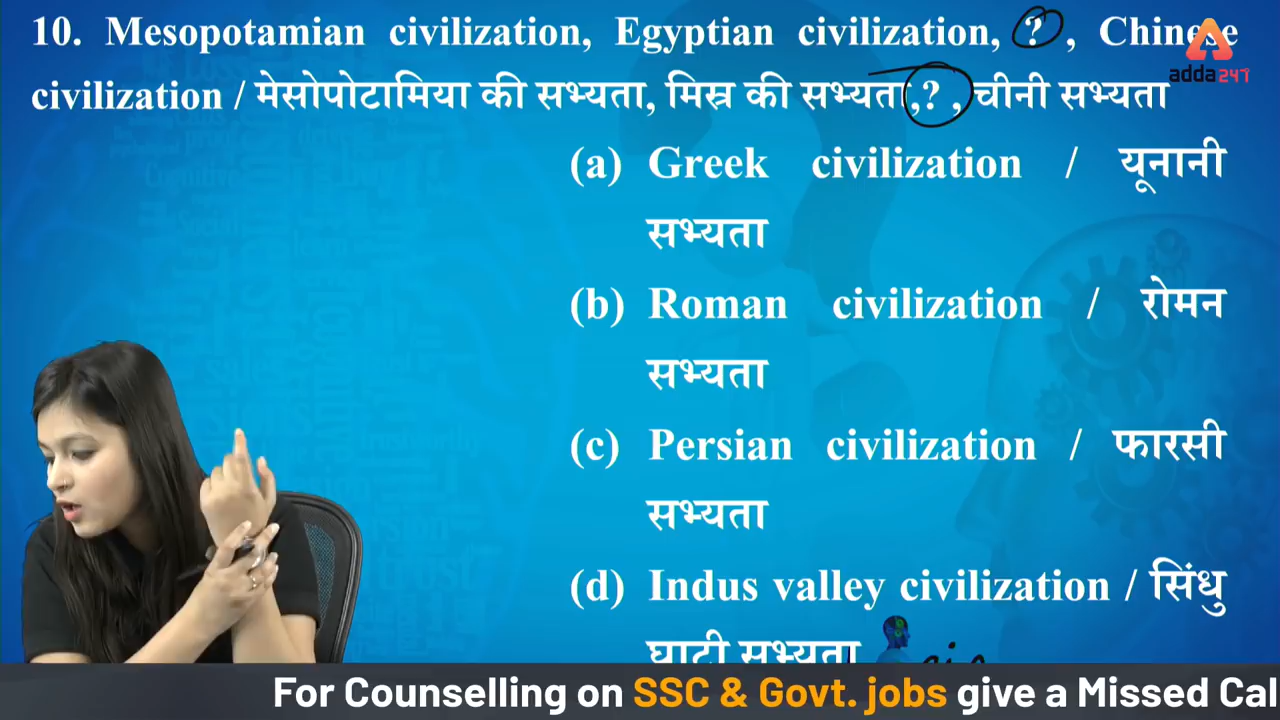 10. Mesopotamian civilization, Egyptian civilization, ?, Chinese
civilization / मेसोपोटामिया की सभ्यता, मिस्र की सभ्यता ,? , चीनी सभ्यता
(a) Greek civilization / यूनानी
सभ्यता
(b) Roman civilization / रोमन
सभ्यता
(c) Persian civilization / फारसी
सभ्यता
(d) Indus valley civilization / सिंधु
घाटी सभ्यता
adda247
For Counselling on SSC & Govt. jobs give a Missed Cal